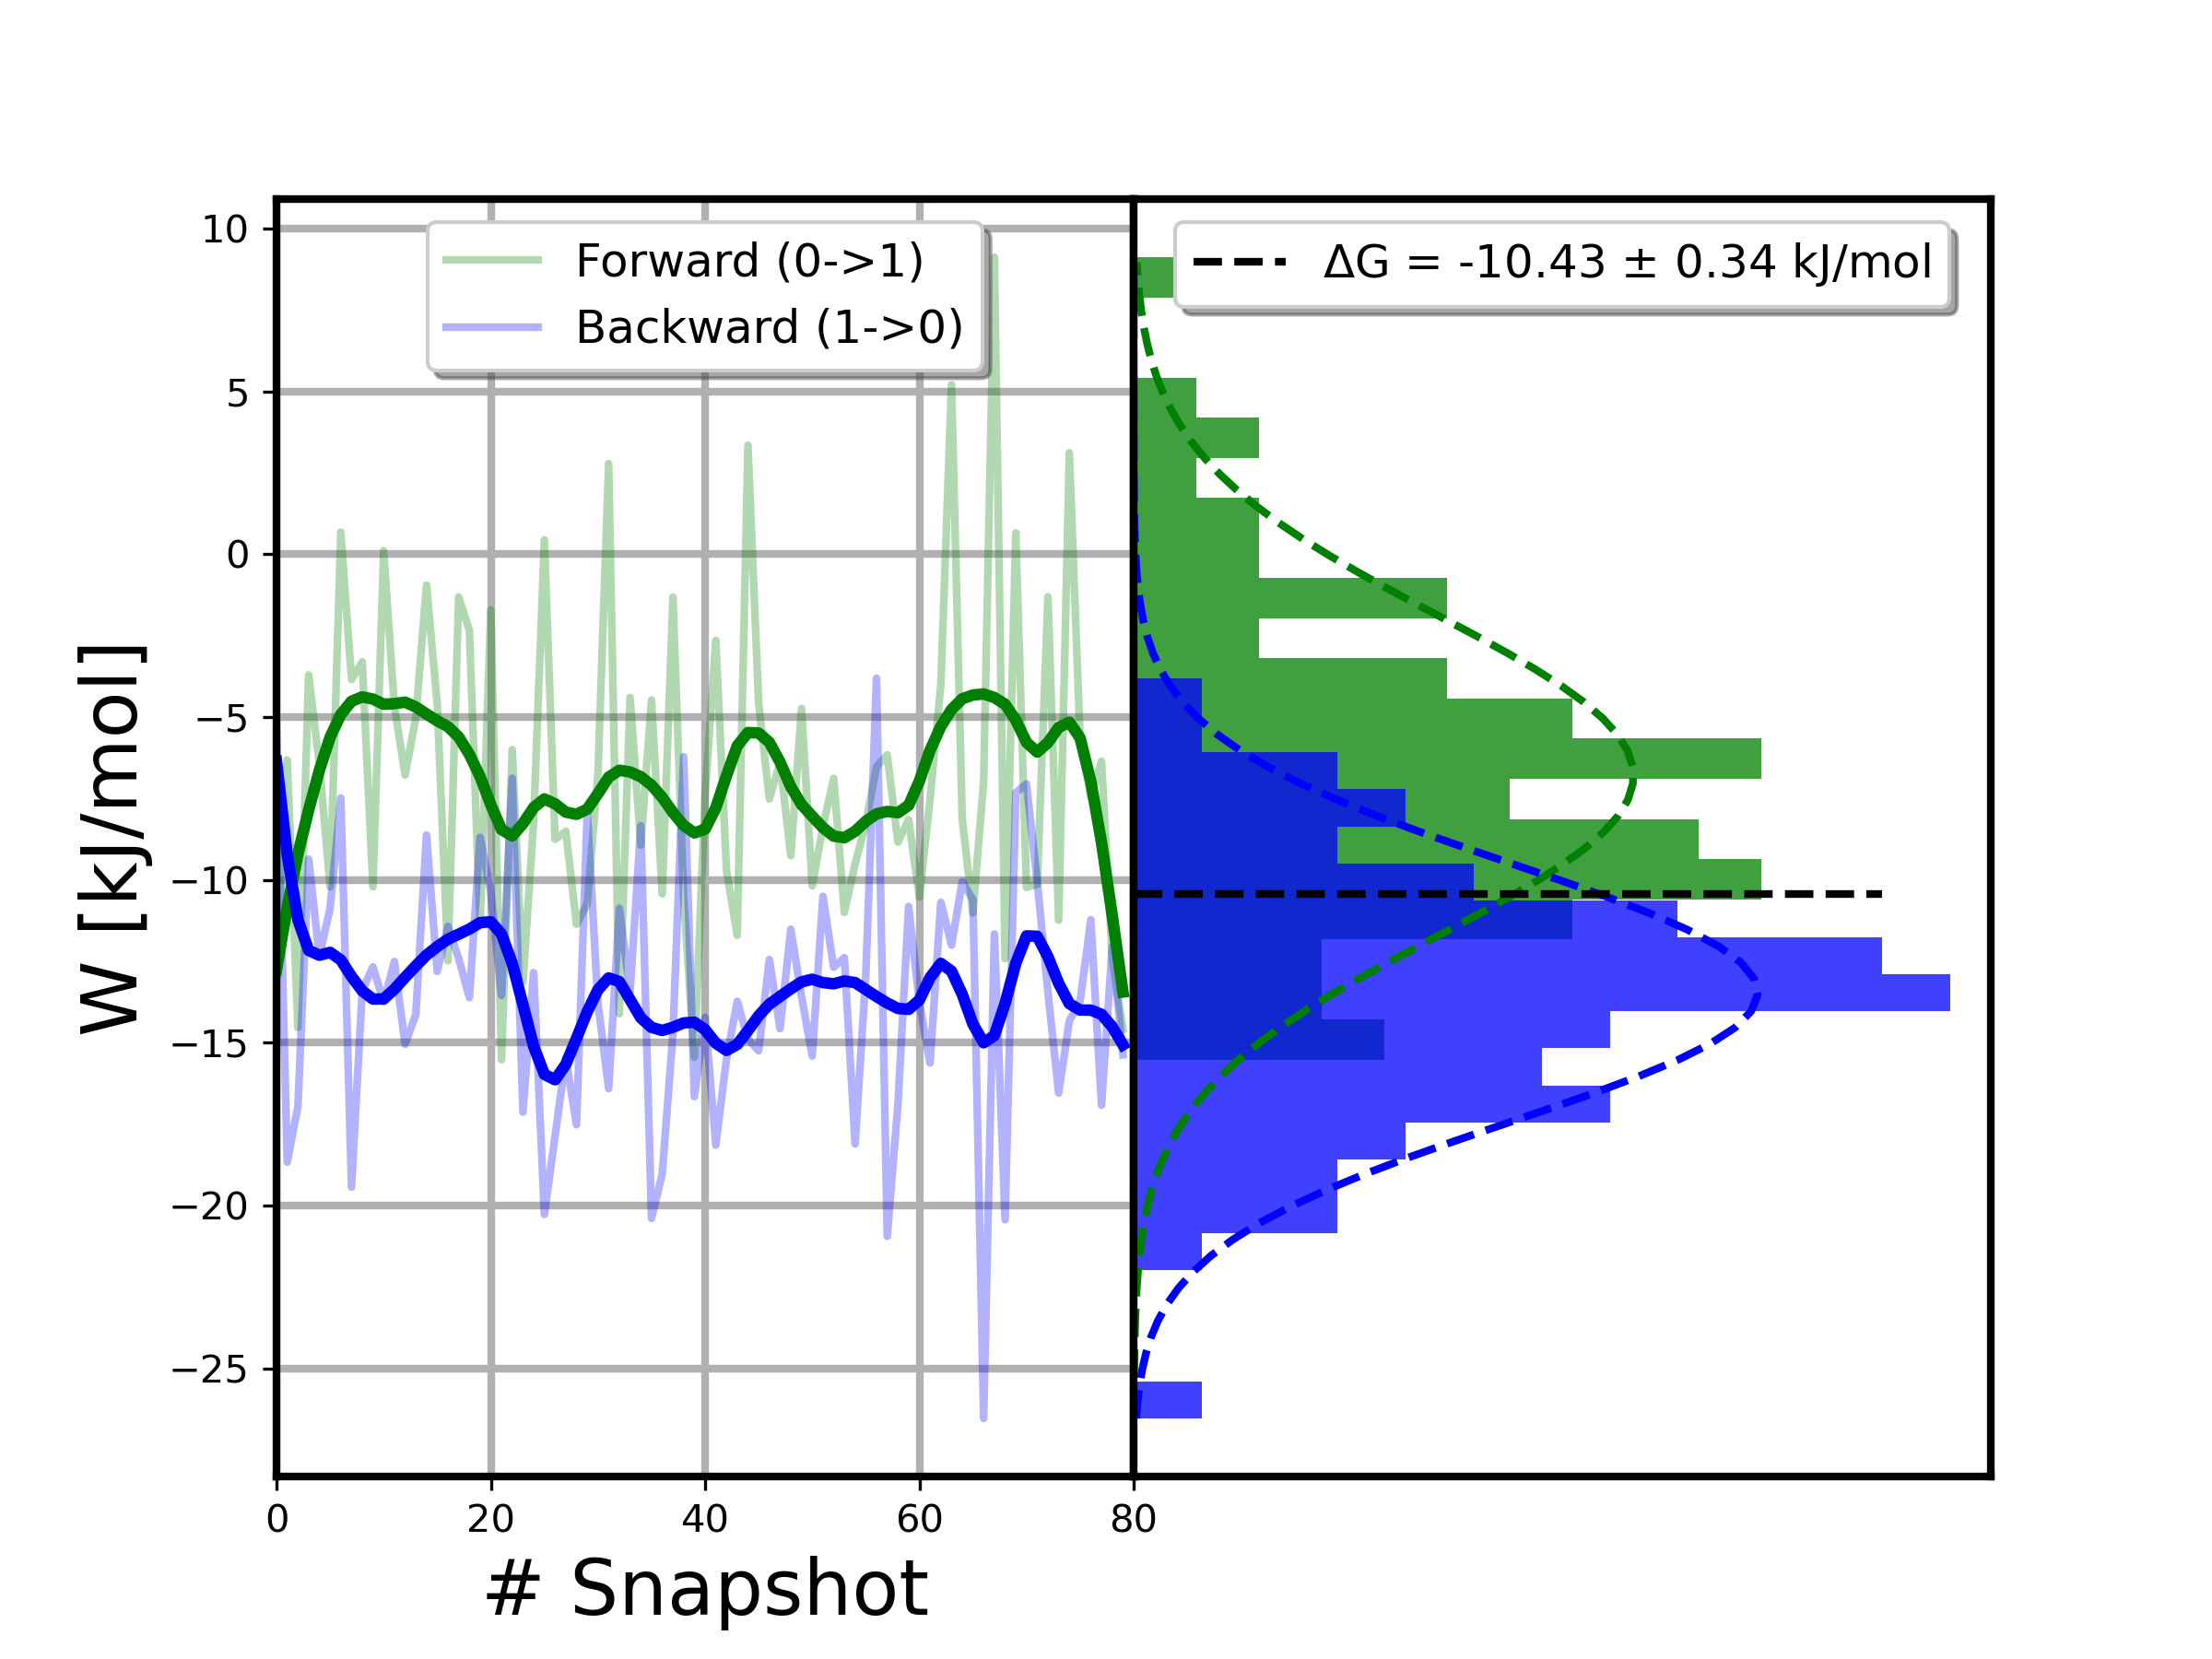 W [kJ/mol]
10
5
0
−5
−10
−15
−20
−25
Forward (0->1)
Backward (1->0)
ΔG = -10.43 ± 0.34 kJ/mol
0
20
40
60
80
# Snapshot